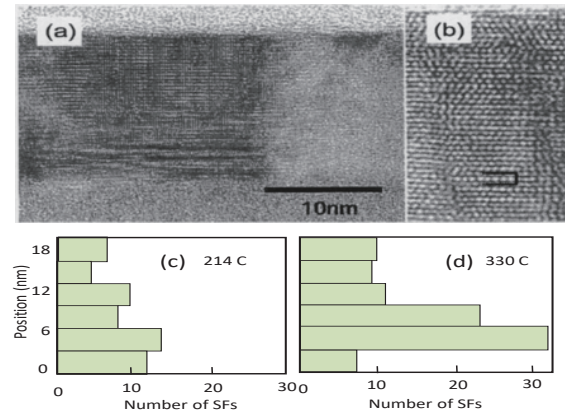 (a)
(b)
10nm
18
12
6
0
Position (nm)
(c) 214 C
(d) 330 C
0 10 20 30
0 10 20 30
Number of SFs
Number of SFs